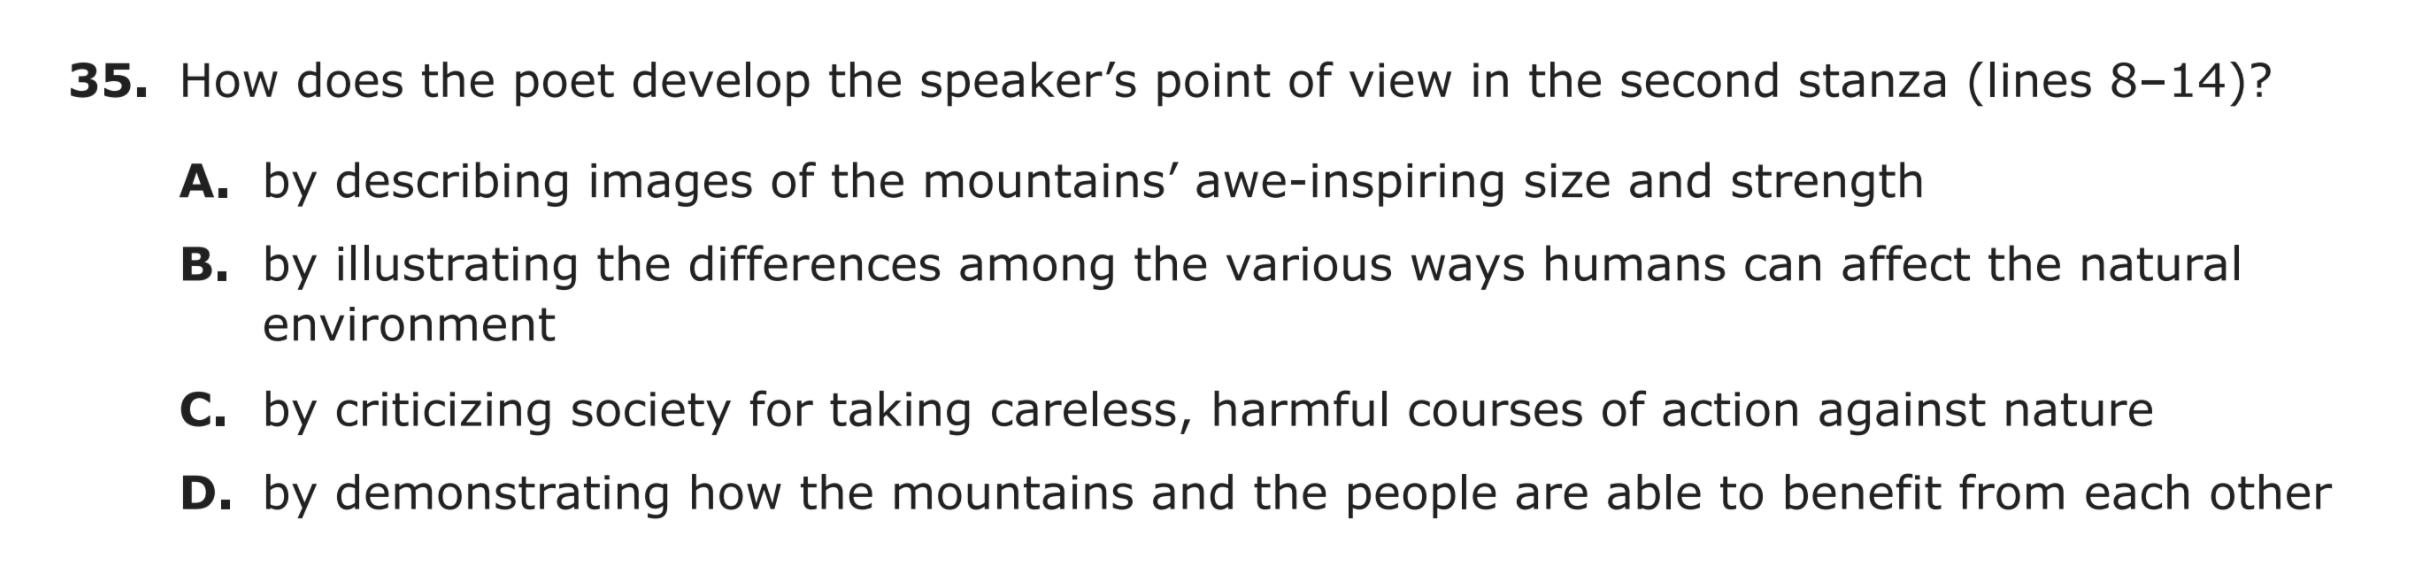 35. How does the poet develop the speaker’s point of view in the second stanza (lines 8–14)?
A. by describing images of the mountains’ awe-inspiring size and strength
B. by illustrating the differences among the various ways humans can affect the natural
environment
C. by criticizing society for taking careless, harmful courses of action against nature
D. by demonstrating how the mountains and the people are able to benefit from each other